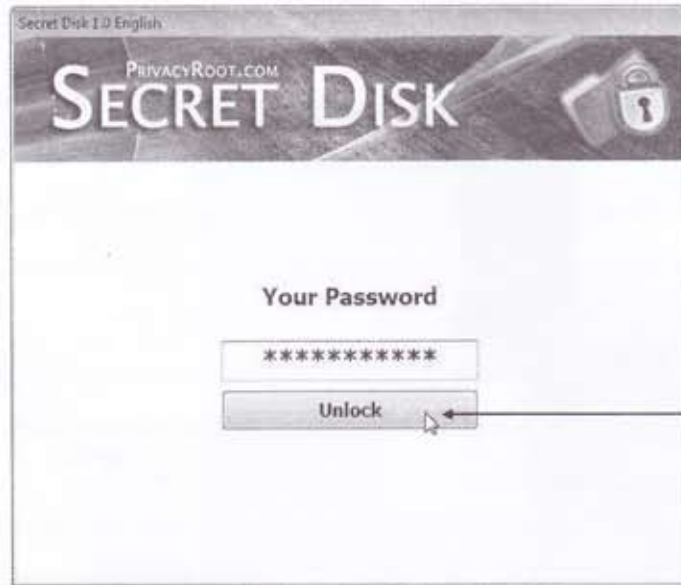 Secret Disk 1.0 English
PRIVACYROOT.COM
SECRET DISK
Your Password
***********
Unlock